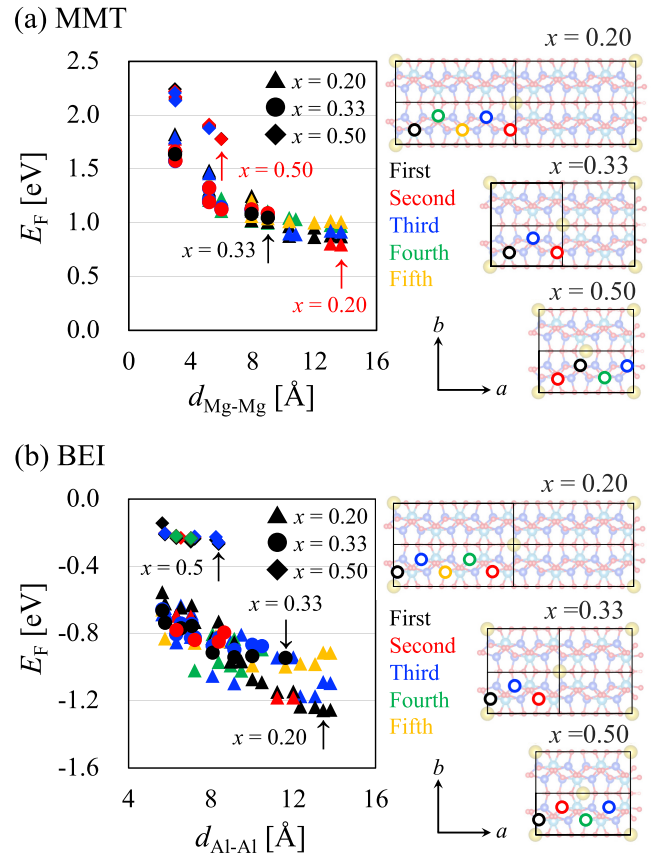 (a) MMT
x = 0.20
2.5
2.0
1.5
1.0
0.5
0.0
E_F [eV]
x = 0.20
x = 0.33
x = 0.50
x = 0.50
x = 0.33
x = 0.20
0
4
8
12
16
d_Mg-Mg [Å]
First
Second
Third
Fourth
Fifth
x =0.33
x = 0.50
b
a
(b) BEI
x = 0.20
0.0
-0.4
-0.8
-1.2
-1.6
E_F [eV]
x = 0.20
x = 0.33
x = 0.50
x = 0.5
x = 0.33
x = 0.20
4
6
8
10
12
14
16
d_Al-Al [Å]
First
Second
Third
Fourth
Fifth
x =0.33
x =0.50
b
a